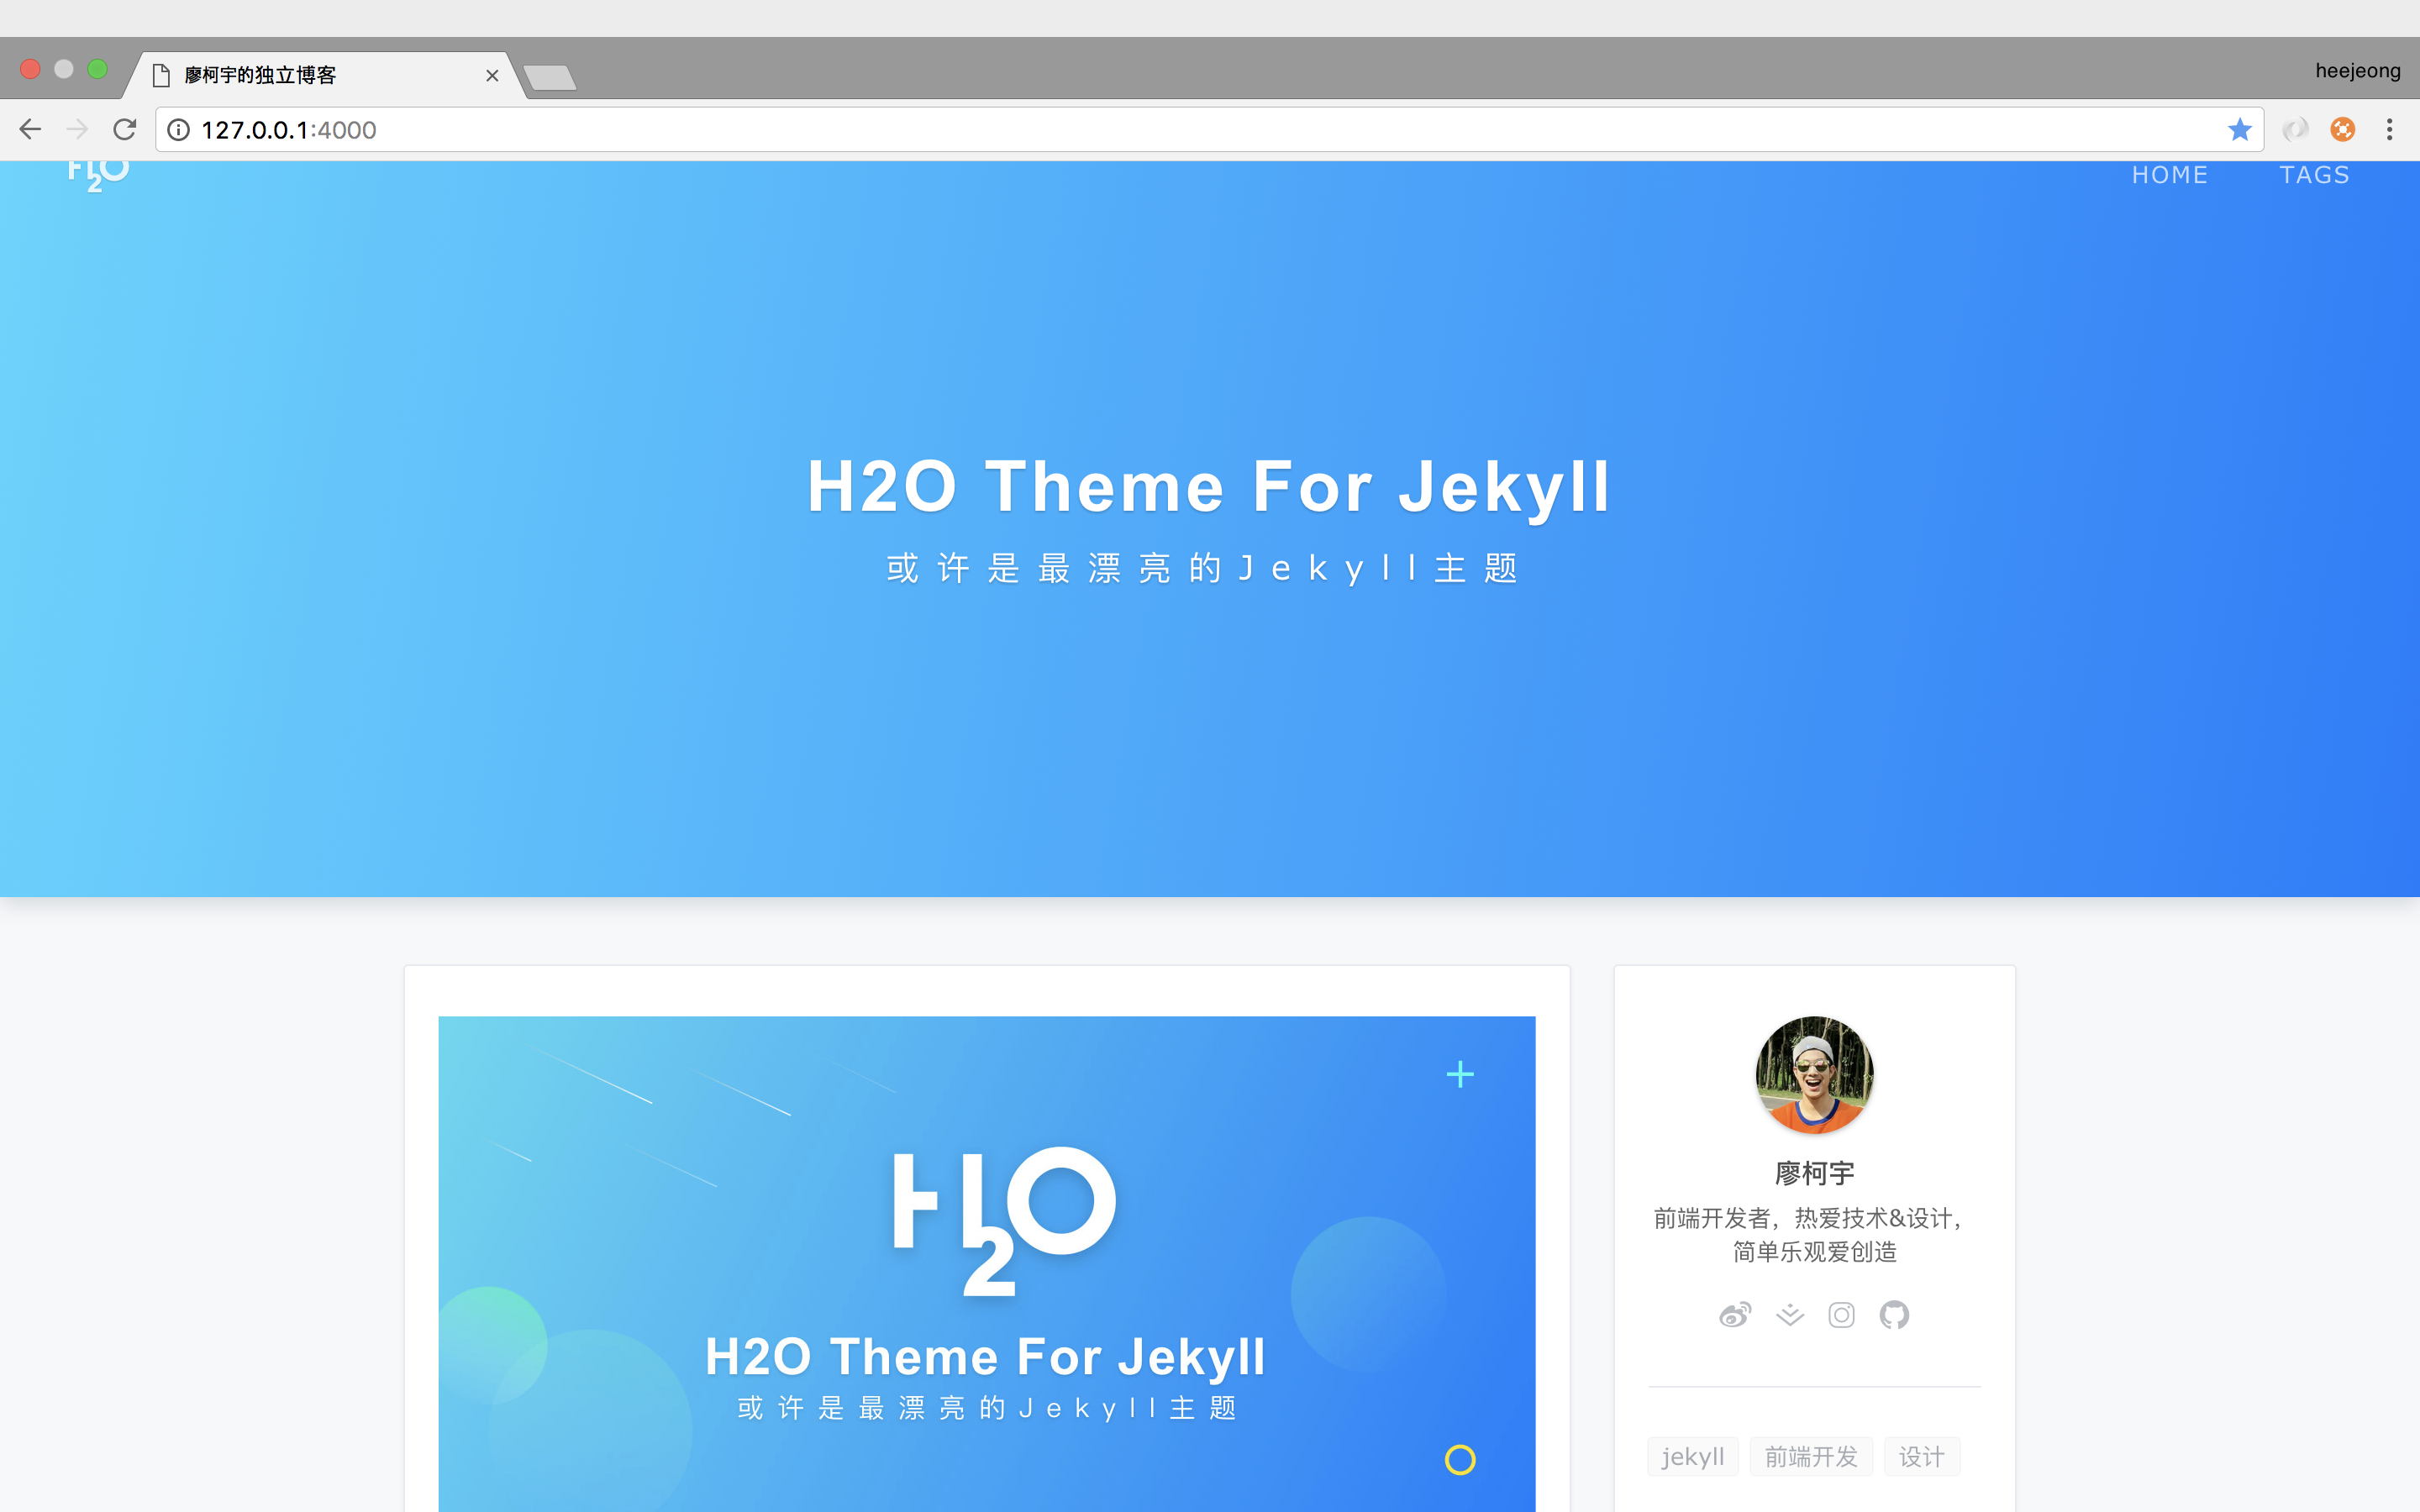 廖柯宇的独立博客
heejeong
127.0.0.1:4000
H2O
HOME TAGS
H2O Theme For Jekyll
或许是最漂亮的Jekyll主题
H2O
H2O Theme For Jekyll
或许是最漂亮的Jekyll主题
廖柯宇
前端开发者，热爱技术&设计，
简单乐观爱创造
jekyll 前端开发 设计